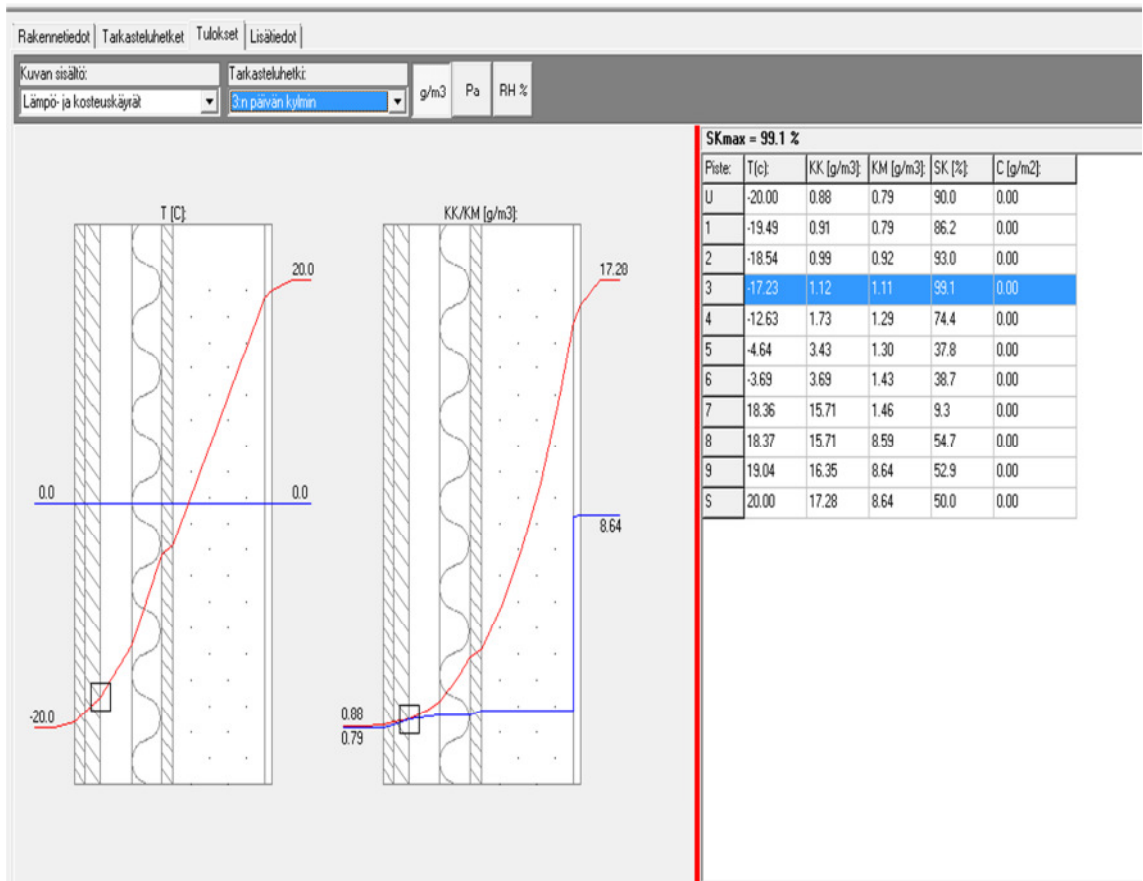 Rakennetiedot Tarkasteluhetket Tulokset Lisätiedot
Kuvan sisältö: Tarkasteluhetki:
Lämpö- ja kosteuskäyrät 3:n päivän kylmin g/m3 Pa RH %
SKmax = 99.1 %
Piste: T(c): KK [g/m3]: KM [g/m3]: SK [%]: C [g/m2]:
U -20.00 0.88 0.79 90.0 0.00
1 -19.49 0.91 0.79 86.2 0.00
2 -18.54 0.99 0.92 93.0 0.00
3 -17.23 1.12 1.11 99.1 0.00
4 -12.63 1.73 1.29 74.4 0.00
5 -4.64 3.43 1.30 37.8 0.00
6 -3.69 3.69 1.43 38.7 0.00
7 18.36 15.71 1.46 9.3 0.00
8 18.37 15.71 8.59 54.7 0.00
9 19.04 16.35 8.64 52.9 0.00
S 20.00 17.28 8.64 50.0 0.00
T [C]:
20.0
0.0 0.0
-20.0
KK/KM [g/m3]:
17.28
8.64
0.88
0.79